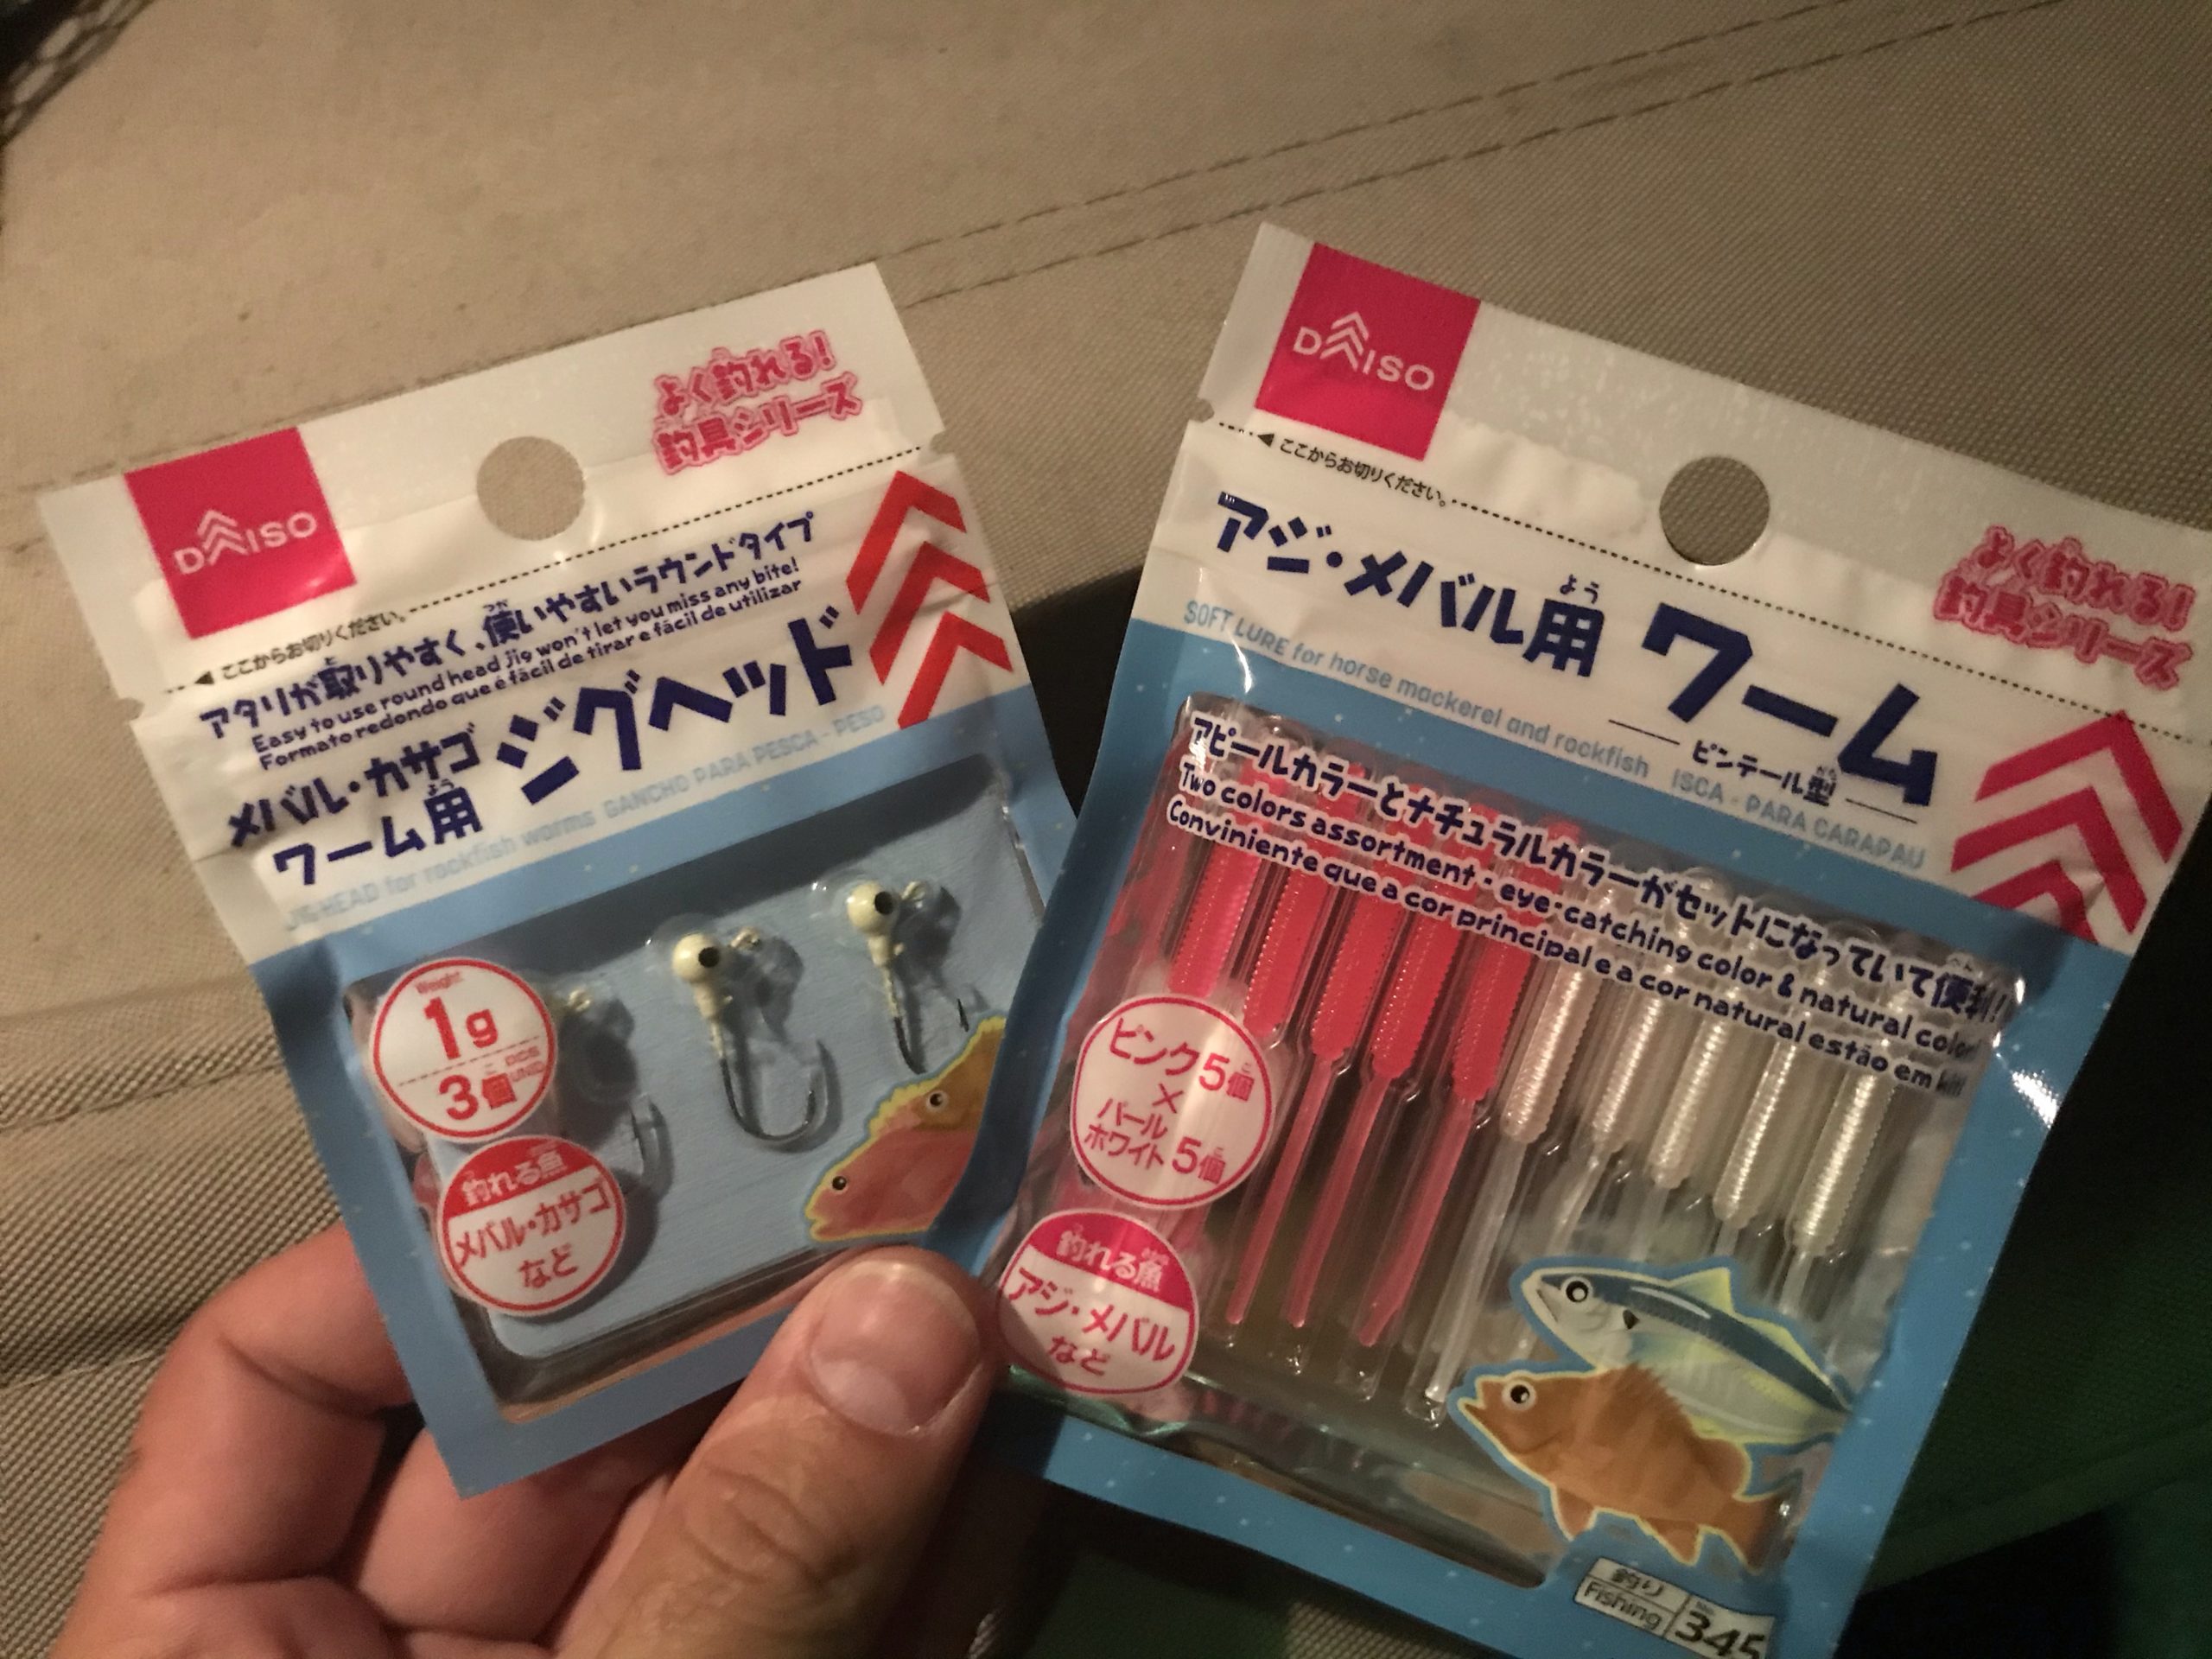 DAISO
よく釣れる!
釣具シリーズ
ここからお切りください。
アタリが取りやすく、使いやすいラウンドタイプ
Easy to use round head jig won't let you miss any bite!
Formato redondo que é fácil de tirar e fácil de utilizar
メバル・カサゴ
ワーム用
ジグヘッド
JIG HEAD for rockfish worms GANCHO PARA PESCA - PESO
Weight
1g
3個 PCS UNID
釣れる魚
メバル・カサゴ
など
DAISO
よく釣れる!
釣具シリーズ
ここからお切りください。
アジ・メバル用 ワーム
ピンテール型
SOFT LURE for horse mackerel and rockfish ISCA - PARA CARAPAU
アピールカラーとナチュラルカラーがセットになっていて便利!
Two colors assortment - eye-catching color & natural color!
Conviniente que a cor principal e a cor natural estão em kit!
ピンク5個
×
パール
ホワイト5個
釣れる魚
アジ・メバル
など
釣り
Fishing
No.
345